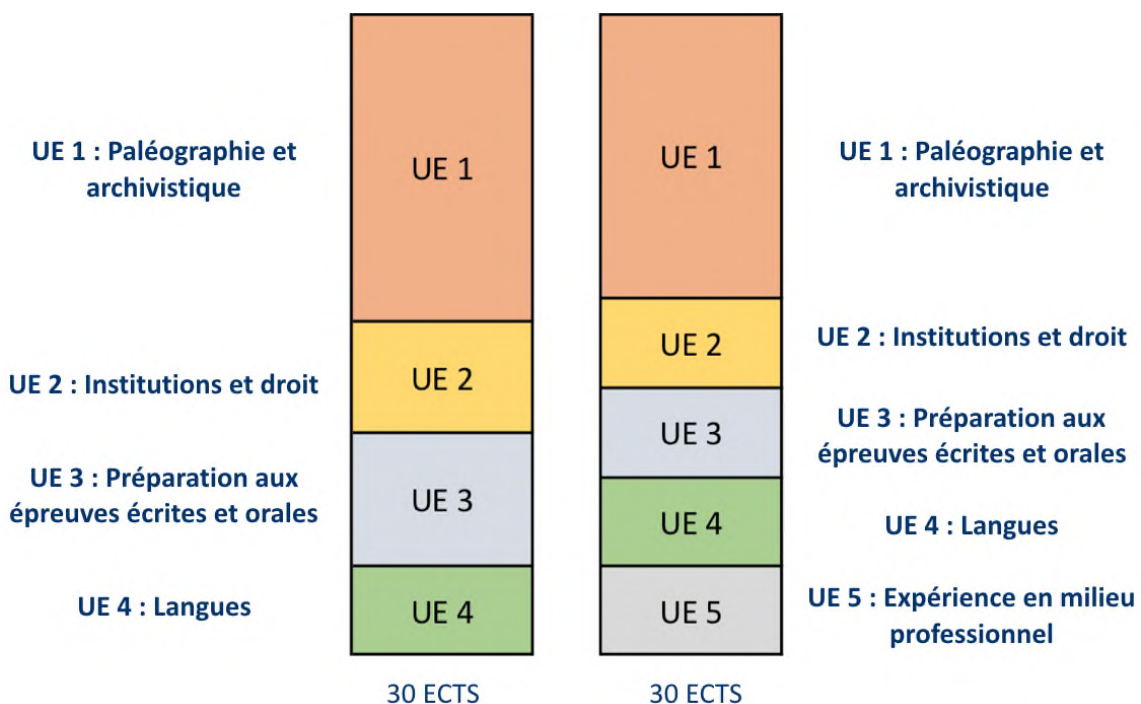 UE 1 : Paléographie et
archivistique
UE 2 : Institutions et droit
UE 3 : Préparation aux
épreuves écrites et orales
UE 4 : Langues
UE 1
UE 2
UE 3
UE 4
30 ECTS
UE 1
UE 2
UE 3
UE 4
UE 5
30 ECTS
UE 1 : Paléographie et
archivistique
UE 2 : Institutions et droit
UE 3 : Préparation aux
épreuves écrites et orales
UE 4 : Langues
UE 5 : Expérience en milieu
professionnel